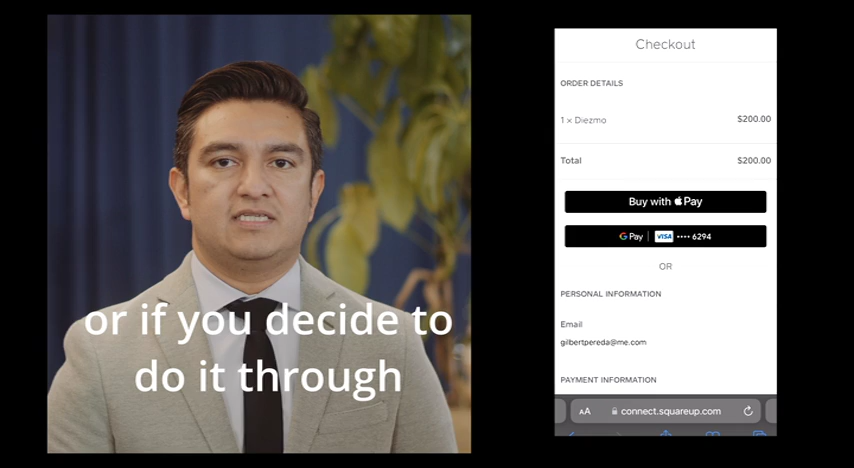 or if you decide to
do it through
Checkout
ORDER DETAILS
1 × Diezmo $200.00
Total $200.00
Buy with Pay
G Pay VISA •••• 6294
OR
PERSONAL INFORMATION
Email
gilbertpereda@me.com
PAYMENT INFORMATION
AA connect.squareup.com